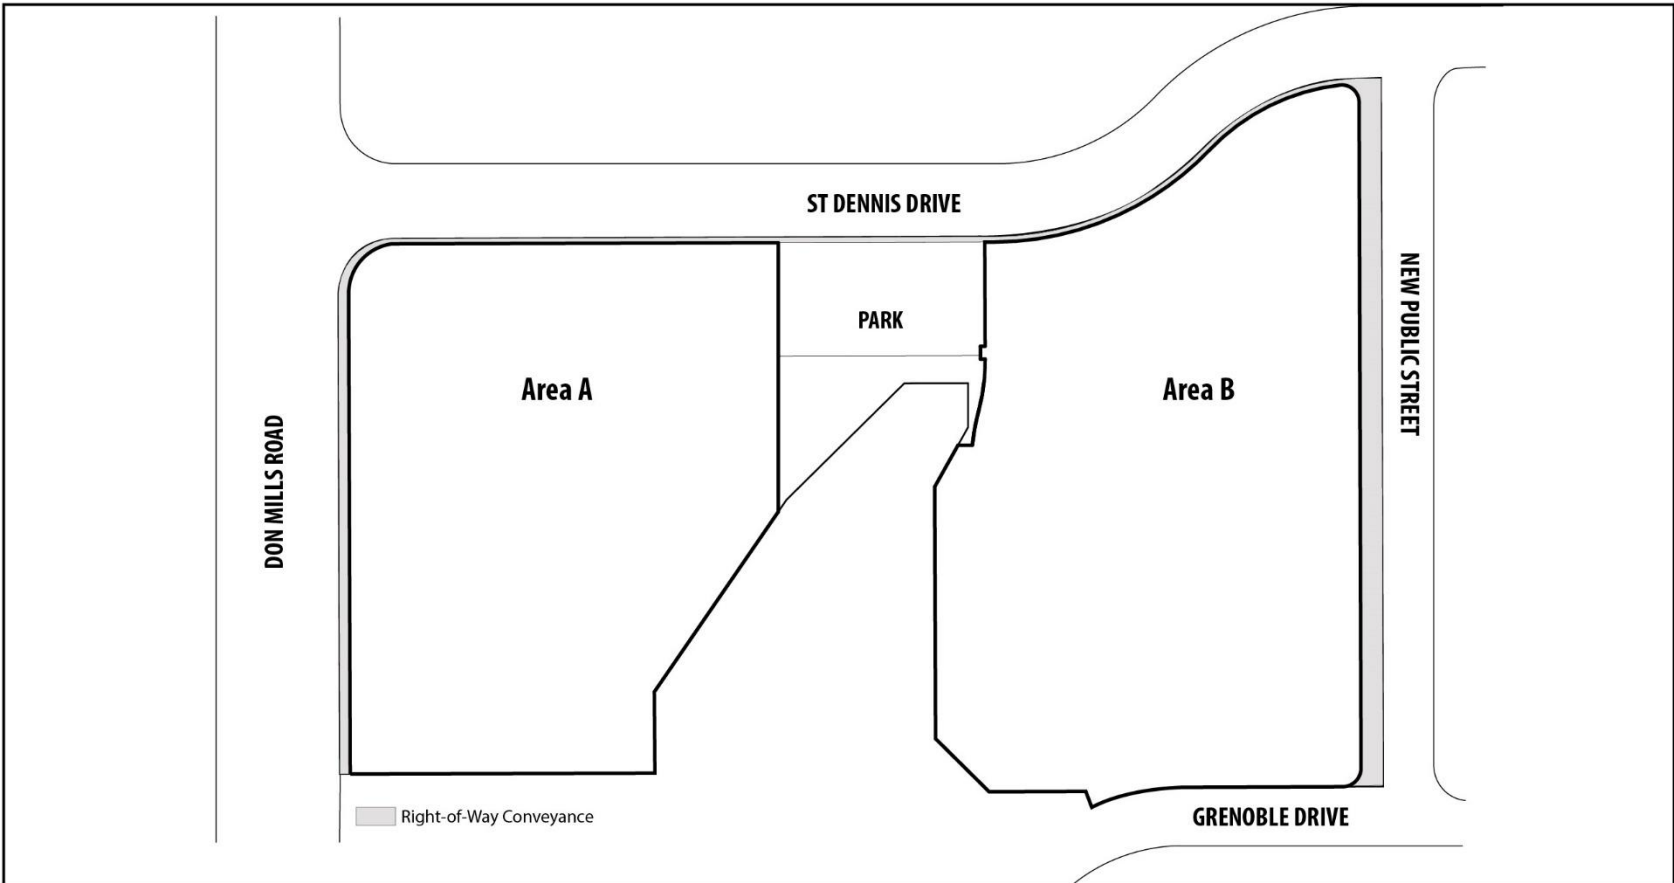 ST DENNIS DRIVE
PARK
Area A
Area B
NEW PUBLIC STREET
DON MILLS ROAD
Right-of-Way Conveyance
GRENOBLE DRIVE